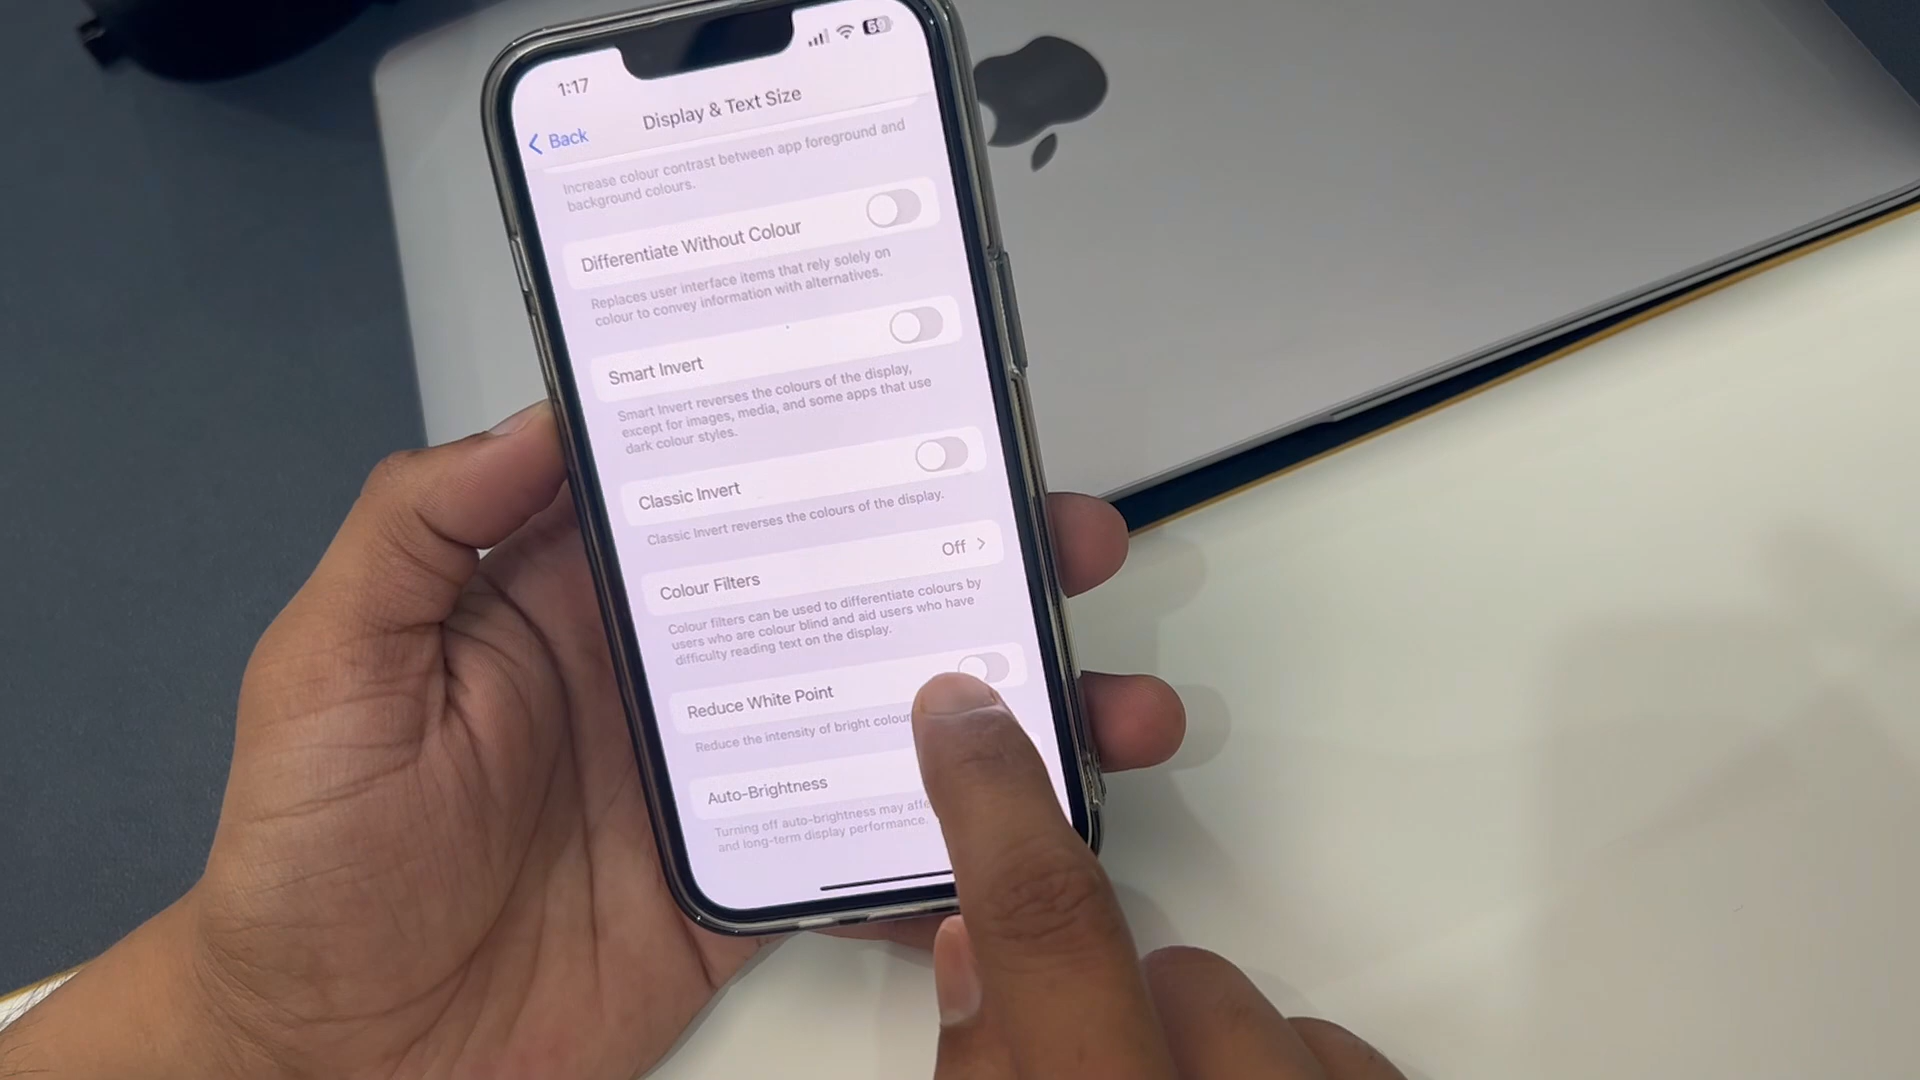 1:17
59
Back
Display & Text Size
Increase colour contrast between app foreground and
background colours.
Differentiate Without Colour
Replaces user interface items that rely solely on
colour to convey information with alternatives.
Smart Invert
Smart Invert reverses the colours of the display,
except for images, media, and some apps that use
dark colour styles.
Classic Invert
Classic Invert reverses the colours of the display.
Colour Filters
Off
Colour filters can be used to differentiate colours by
users who are colour blind and aid users who have
difficulty reading text on the display.
Reduce White Point
Reduce the intensity of bright colour
Auto-Brightness
Turning off auto-brightness may affe
and long-term display performance.